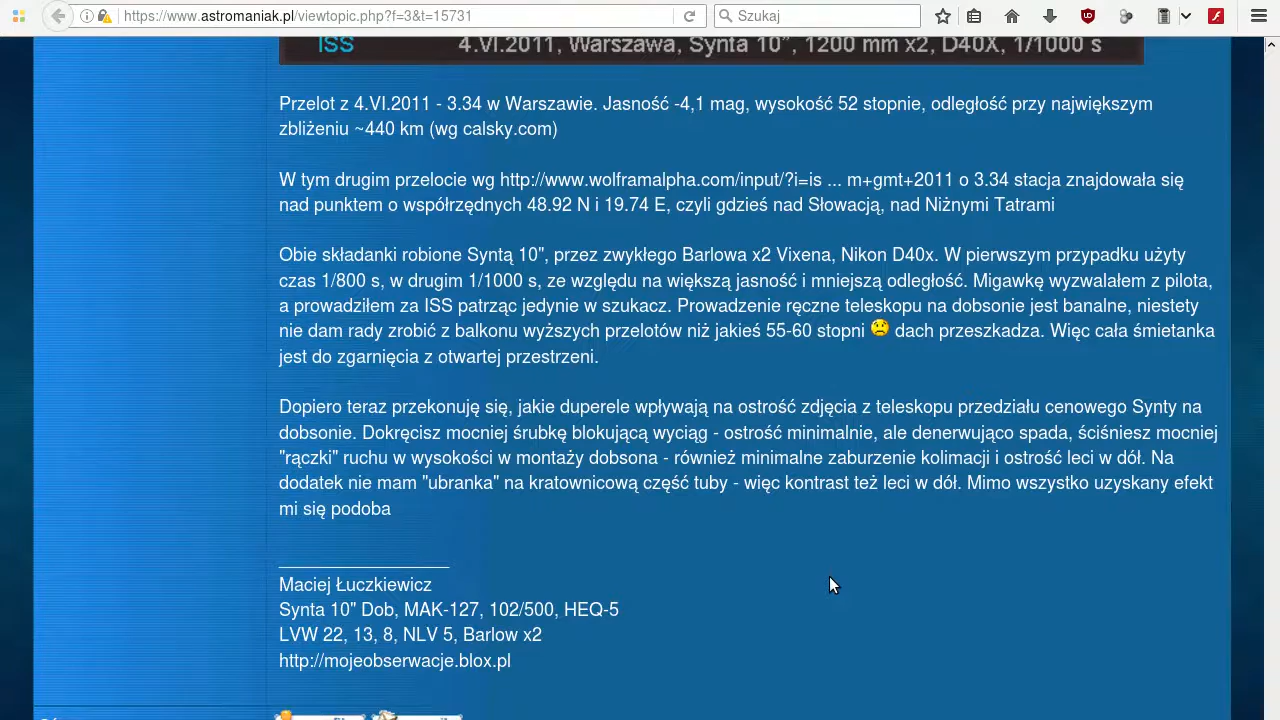 https://www.astromaniak.pl/viewtopic.php?f=3&t=15731
Szukaj
ISS 4.VI.2011, Warszawa, Synta 10”, 1200 mm x2, D40X, 1/1000 s
Przelot z 4.VI.2011 - 3.34 w Warszawie. Jasność -4,1 mag, wysokość 52 stopnie, odległość przy największym
zbliżeniu ~440 km (wg calsky.com)
W tym drugim przelocie wg http://www.wolframalpha.com/input/?i=is ... m+gmt+2011 o 3.34 stacja znajdowała się
nad punktem o współrzędnych 48.92 N i 19.74 E, czyli gdzieś nad Słowacją, nad Niżnymi Tatrami
Obie składanki robione Syntą 10", przez zwykłego Barlowa x2 Vixena, Nikon D40x. W pierwszym przypadku użyty
czas 1/800 s, w drugim 1/1000 s, ze względu na większą jasność i mniejszą odległość. Migawkę wyzwalałem z pilota,
a prowadziłem za ISS patrząc jedynie w szukacz. Prowadzenie ręczne teleskopu na dobsonie jest banalne, niestety
nie dam rady zrobić z balkonu wyższych przelotów niż jakieś 55-60 stopni dach przeszkadza. Więc cała śmietanka
jest do zgarnięcia z otwartej przestrzeni.
Dopiero teraz przekonuję się, jakie duperele wpływają na ostrość zdjęcia z teleskopu przedziału cenowego Synty na
dobsonie. Dokręcisz mocniej śrubkę blokującą wyciąg - ostrość minimalnie, ale denerwująco spada, ściśniesz mocniej
"rączki" ruchu w wysokości w montaży dobsona - również minimalne zaburzenie kolimacji i ostrość leci w dół. Na
dodatek nie mam "ubranka" na kratownicową część tuby - więc kontrast też leci w dół. Mimo wszystko uzyskany efekt
mi się podoba
Maciej Łuczkiewicz
Synta 10" Dob, MAK-127, 102/500, HEQ-5
LVW 22, 13, 8, NLV 5, Barlow x2
http://mojeobserwacje.blox.pl